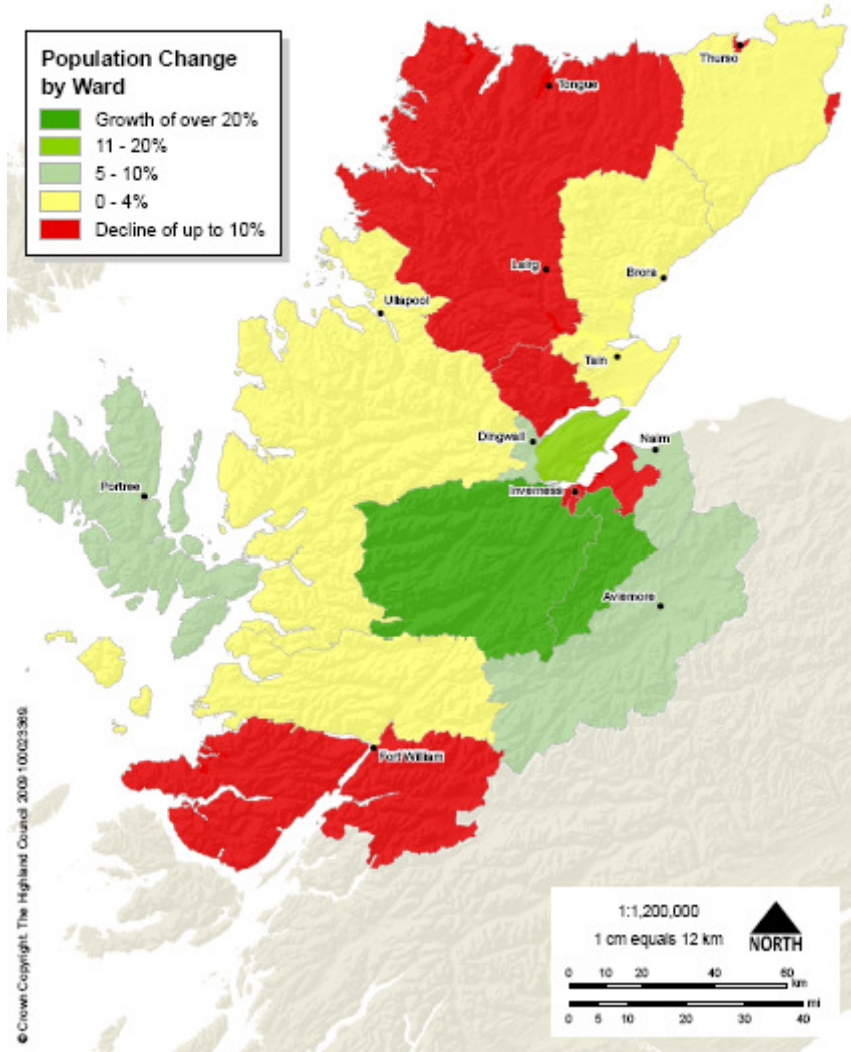 Population Change
by Ward
Growth of over 20%
11 - 20%
5 - 10%
0 - 4%
Decline of up to 10%
Thurso
Tongue
Lairg
Brora
Ullapool
Tain
Dingwall
Nairn
Portree
Inverness
Aviemore
Fort William
© Crown Copyright. The Highland Council 2009 100023369.
1:1,200,000
1 cm equals 12 km
NORTH
0 10 20 40 60
km
mi
0 5 10 20 30 40